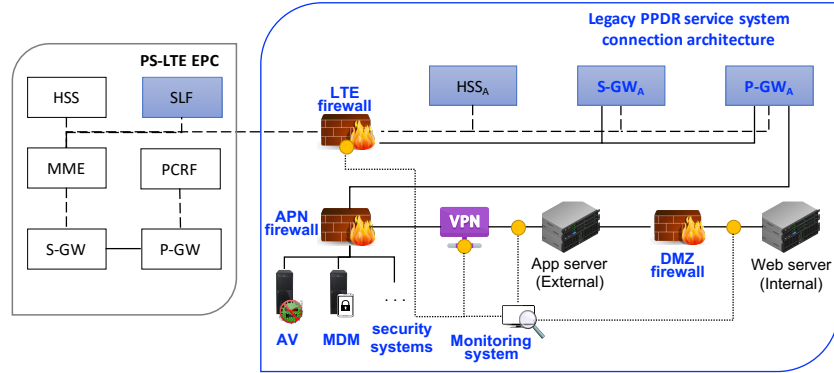 Legacy PPDR service system
connection architecture
PS-LTE EPC
HSS
SLF
LTE
firewall
HSSA
S-GWA
P-GWA
MME
PCRF
S-GW
P-GW
APN
firewall
VPN
App server
(External)
DMZ
firewall
Web server
(Internal)
AV
MDM
. . .
security
systems
Monitoring
system